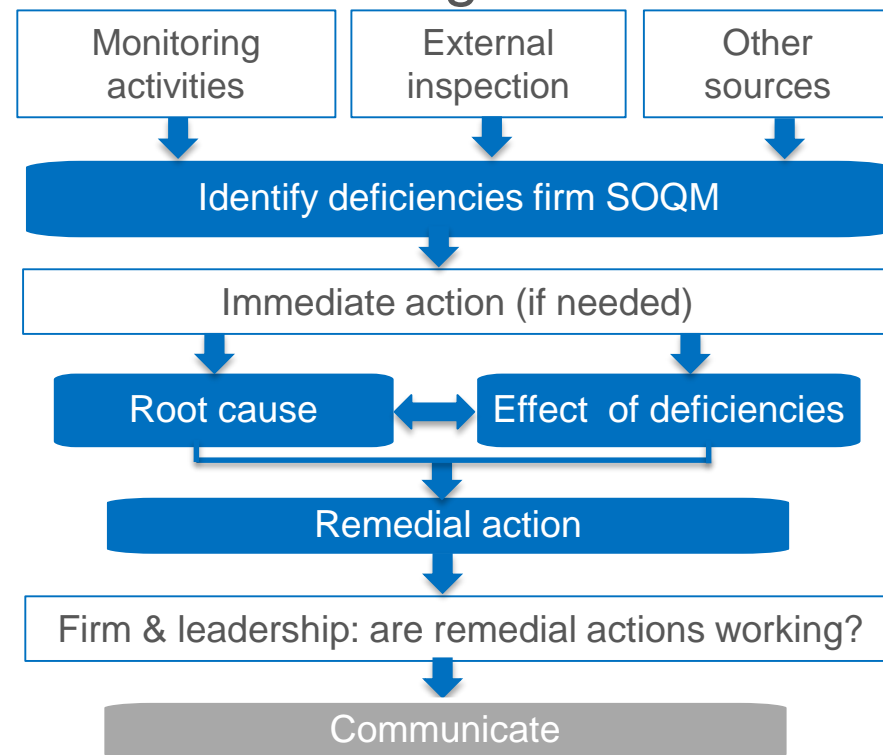 Monitoring
activities
External
inspection
Other
sources
Identify deficiencies firm SOQM
Immediate action (if needed)
Root cause
Effect of deficiencies
Remedial action
Firm & leadership: are remedial actions working?
Communicate